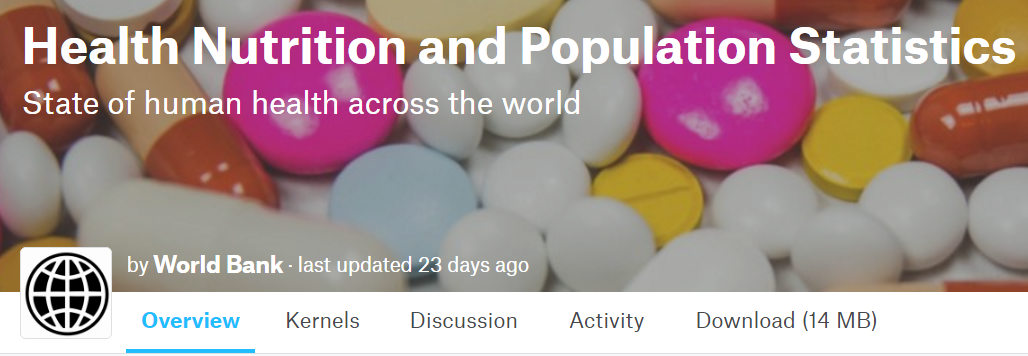 Health Nutrition and Population Statistics
State of human health across the world
by World Bank · last updated 23 days ago
Overview Kernels Discussion Activity Download (14 MB)